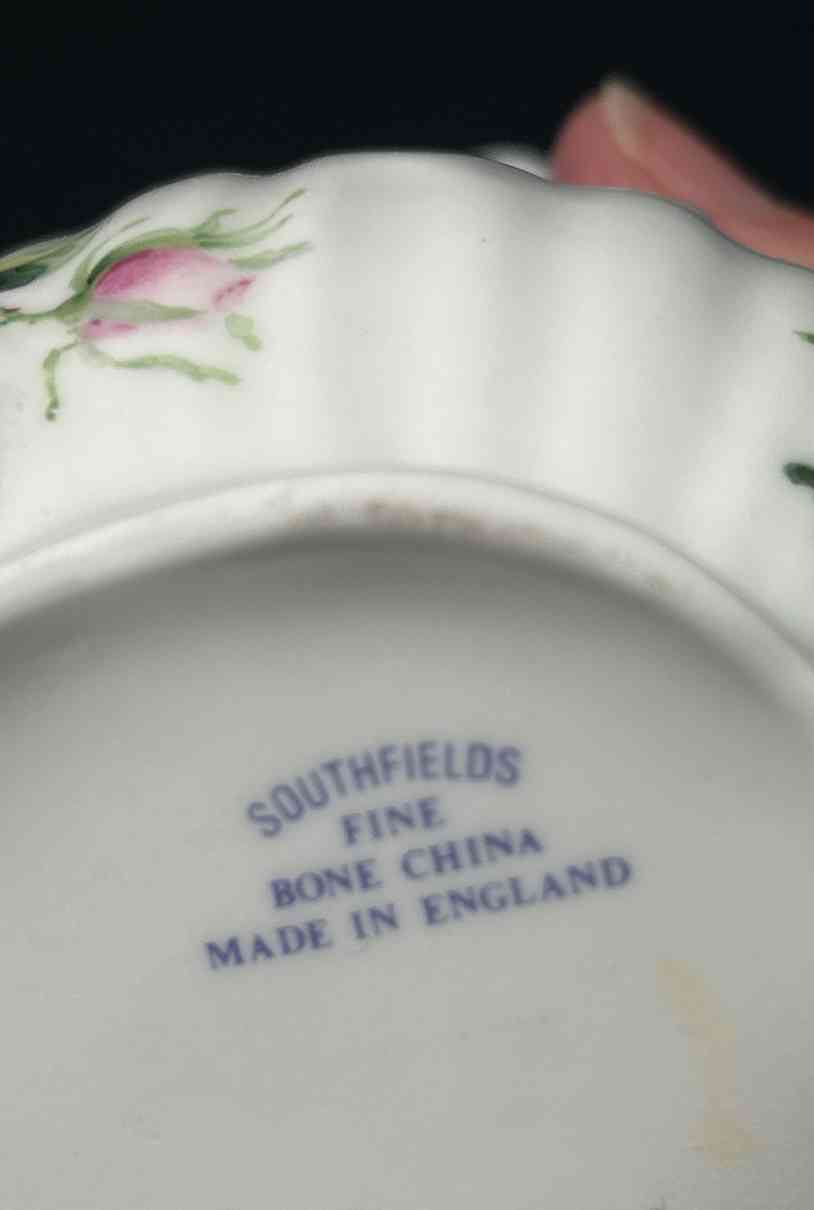 SOUTHFIELDS
FINE
BONE CHINA
MADE IN ENGLAND